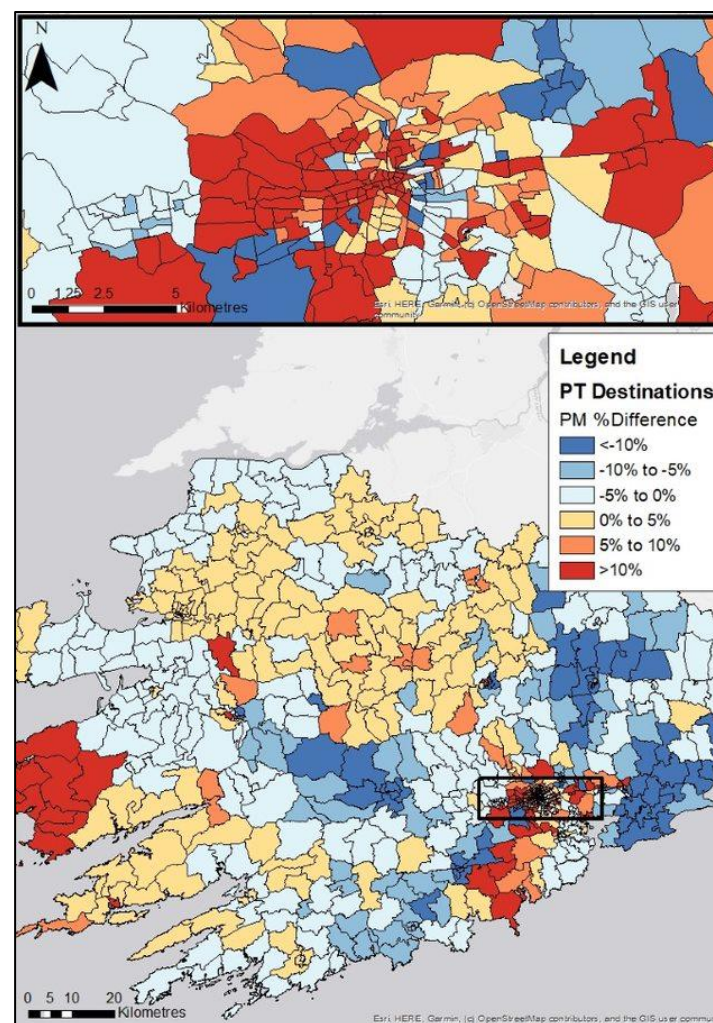 N
0 1.25 2.5 5
Kilometres
Esri, HERE, Garmin, (c) OpenStreetMap contributors, and the GIS user
community
Legend
PT Destinations
PM %Difference
<-10%
-10% to -5%
-5% to 0%
0% to 5%
5% to 10%
>10%
0 5 10 20
Kilometres
Esri, HERE, Garmin, (c) OpenStreetMap contributors, and the GIS user commun